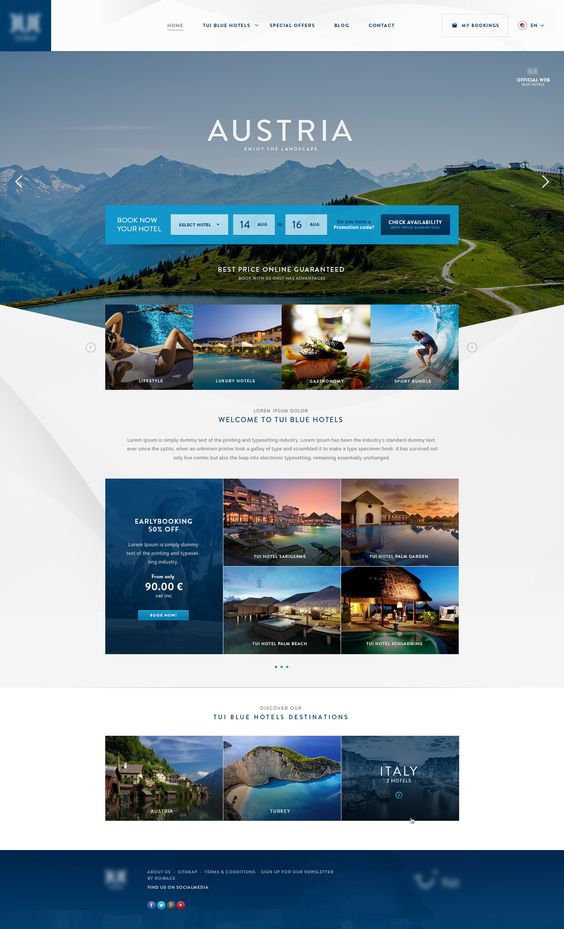 HOME
TUI BLUE HOTELS
SPECIAL OFFERS
BLOG
CONTACT
MY BOOKINGS
EN
OFFICIAL WEB
BLUE HOTELS
AUSTRIA
ENJOY THE LANDSCAPE
BOOK NOW
YOUR HOTEL
SELECT HOTEL
14 AUG
16 AUG
Do you have a
Promotion code?
CHECK AVAILABILITY
BEST PRICE GUARANTEED
BEST PRICE ONLINE GUARANTEED
BOOK WITH US ONLY HAS ADVANTAGES
LIFESTYLE
LUXURY HOTELS
GASTRONOMY
SPORT BUNDLE
LOREM IPSUM DOLOR
WELCOME TO TUI BLUE HOTELS
Lorem Ipsum is simply dummy text of the printing and typesetting industry. Lorem Ipsum has been the industry's standard dummy text
ever since the 1500s, when an unknown printer took a galley of type and scrambled it to make a type specimen book. It has survived not
only five centes but also the leap into electronic typesetting, remaining essentially unchanged.
EARLYBOOKING
50% OFF
Lorem Ipsum is simply dummy
text of the printing and typeset-
ting industry
From only
90.00 €
vat inc.
BOOK NOW!
TUI HOTEL SARIGERME
TUI HOTEL PALM GARDEN
TUI HOTEL PALM BEACH
TUI HOTEL SCHLADMING
DISCOVER OUR
TUI BLUE HOTELS DESTINATIONS
AUSTRIA
TURKEY
ITALY
2 HOTELS
ABOUT US - SITEMAP - TERMS & CONDITIONS - SIGN UP FOR OUR NEWSLETTER
BY ROIBACK
FIND US ON SOCIALMEDIA